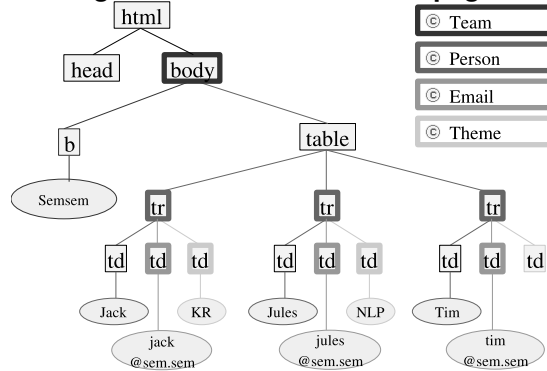 html
© Team
head
body
© Person
© Email
© Theme
b
table
Semsem
tr
tr
tr
td
td
td
td
td
td
td
td
td
Jack
KR
Jules
NLP
Tim
jack
@sem.sem
jules
@sem.sem
tim
@sem.sem